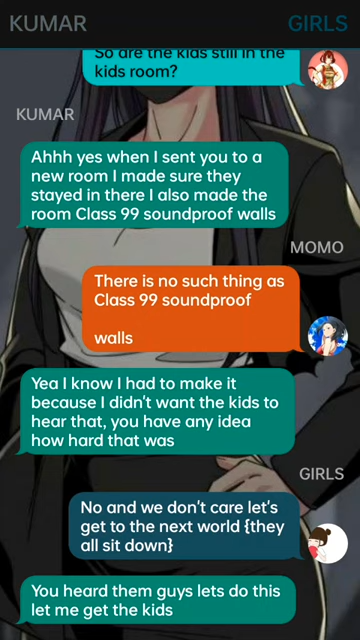 KUMAR
GIRLS
So are the kids still in the
kids room?
KUMAR
Ahhh yes when I sent you to a
new room I made sure they
stayed in there I also made the
room Class 99 soundproof walls
MOMO
There is no such thing as
Class 99 soundproof
walls
Yea I know I had to make it
because I didn't want the kids to
hear that, you have any idea
how hard that was
GIRLS
No and we don't care let's
get to the next world {they
all sit down}
You heard them guys lets do this
let me get the kids